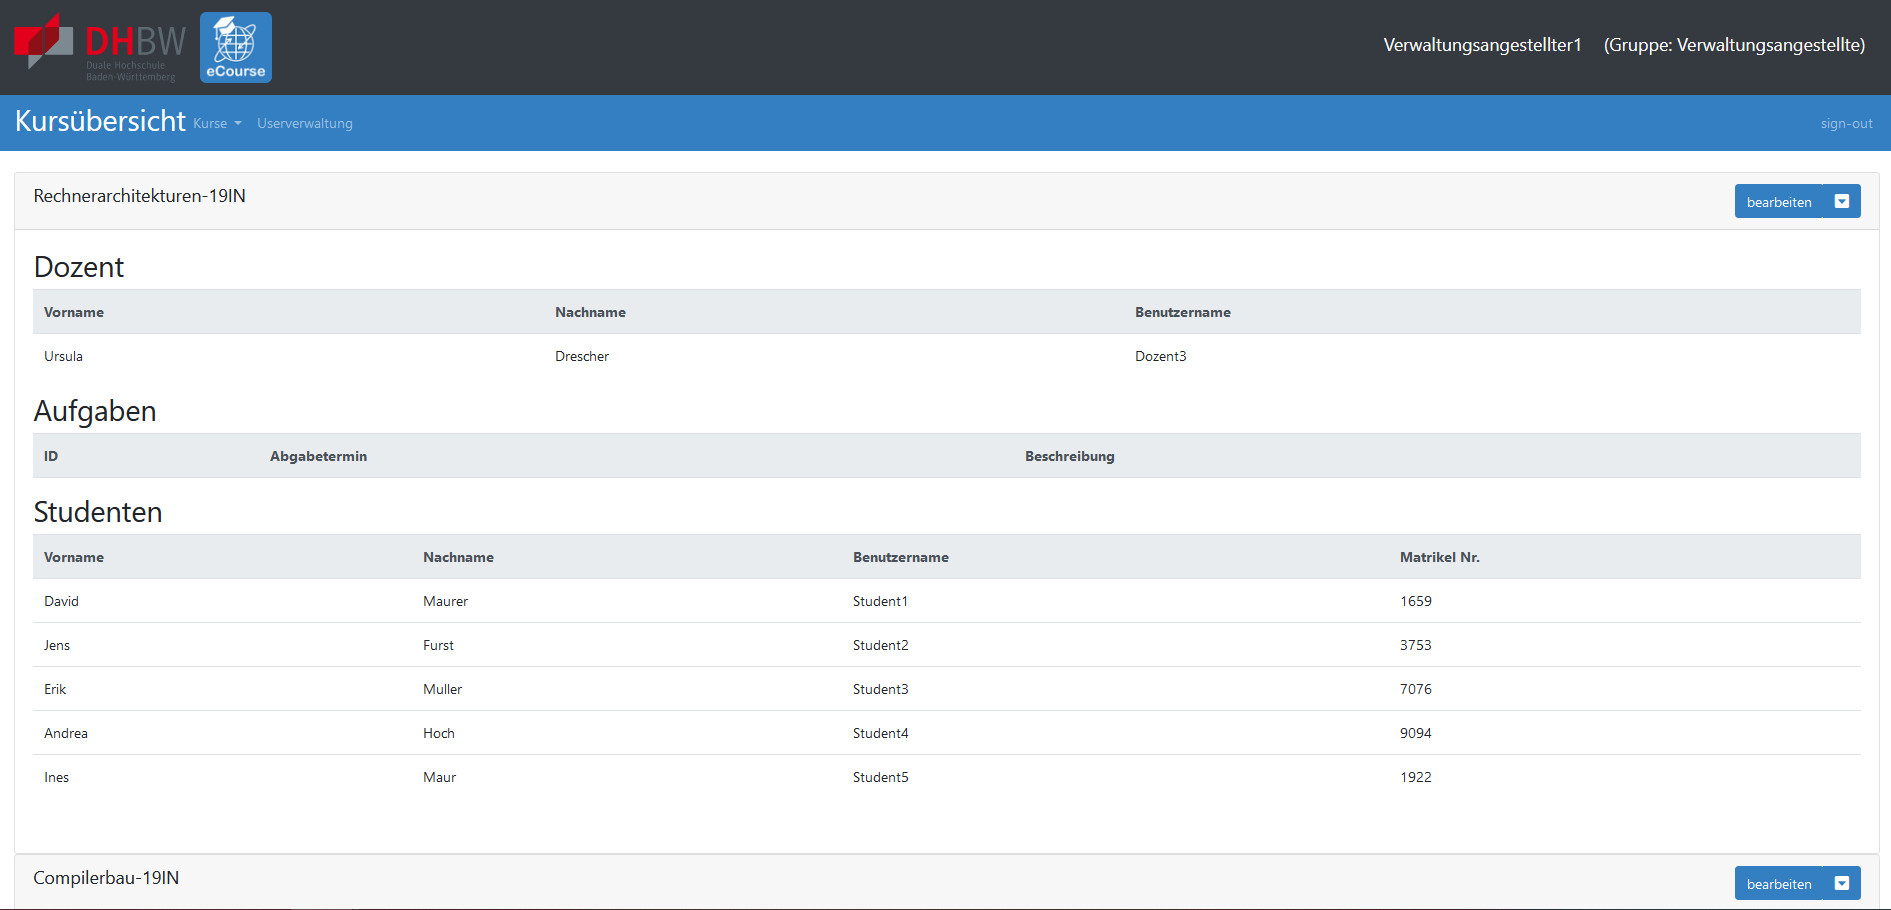 DHBW
Duale Hochschule
Baden-Württemberg
eCourse
Verwaltungsangestellter1 (Gruppe: Verwaltungsangestellte)
Kursübersicht Kurse Userverwaltung sign-out
Rechnerarchitekturen-19IN bearbeiten
Dozent
Vorname Nachname Benutzername
Ursula Drescher Dozent3
Aufgaben
ID Abgabetermin Beschreibung
Studenten
Vorname Nachname Benutzername Matrikel Nr.
David Maurer Student1 1659
Jens Furst Student2 3753
Erik Muller Student3 7076
Andrea Hoch Student4 9094
Ines Maur Student5 1922
Compilerbau-19IN bearbeiten